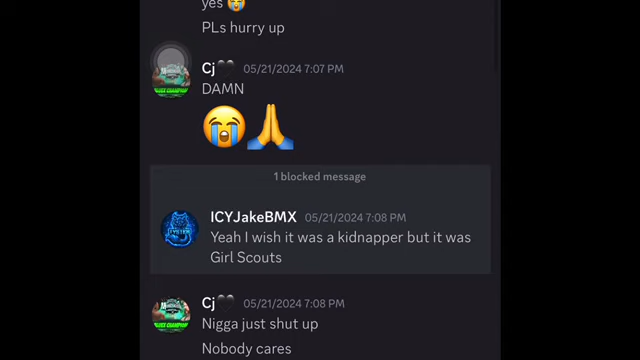 yes 😭
PLs hurry up
Cj🖤 05/21/2024 7:07 PM
DAMN
😭🙏
1 blocked message
ICYJakeBMX 05/21/2024 7:08 PM
Yeah I wish it was a kidnapper but it was
Girl Scouts
Cj🖤 05/21/2024 7:08 PM
Nigga just shut up
Nobody cares